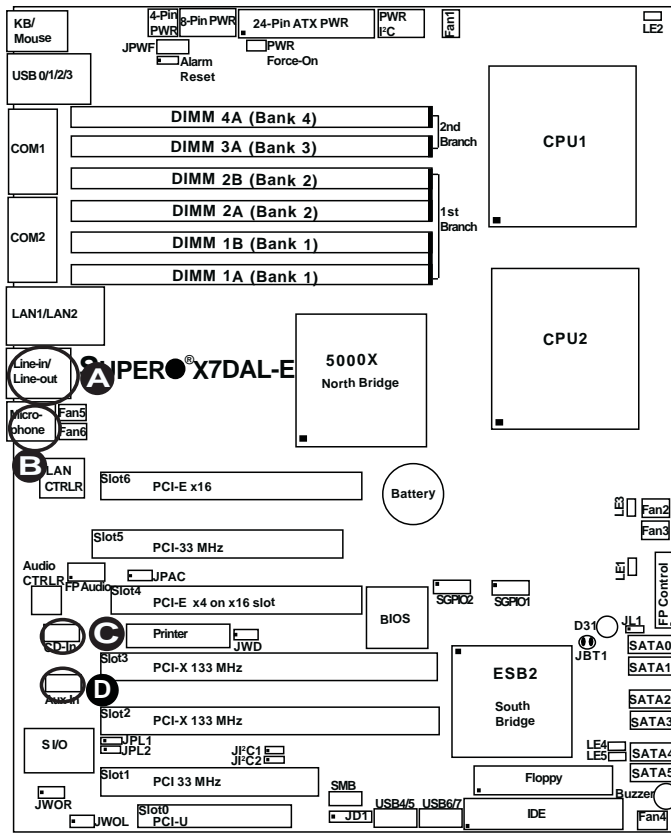 KB/
Mouse
4-Pin
PWR
8-Pin PWR
24-Pin ATX PWR
PWR
I²C
Fan1
LE2
JPWF
Alarm
Reset
PWR
Force-On
USB 0/1/2/3
COM1
COM2
DIMM 4A (Bank 4)
DIMM 3A (Bank 3)
DIMM 2B (Bank 2)
DIMM 2A (Bank 2)
DIMM 1B (Bank 1)
DIMM 1A (Bank 1)
2nd
Branch
1st
Branch
CPU1
CPU2
LAN1/LAN2
Line-in/
Line-out
A
SUPER®X7DAL-E
5000X
North Bridge
Micro-
phone
Fan5
Fan6
B
LAN
CTRLR
Slot6
PCI-E x16
Battery
LE3
Fan2
Fan3
Slot5
PCI-33 MHz
Audio
CTRLR
FP Audio
JPAC
LE1
FP Control
Slot4
PCI-E x4 on x16 slot
BIOS
SGPIO2
SGPIO1
CD-In
C
Printer
JWD
D31
JL1
JBT1
SATA0
SATA1
Slot3
PCI-X 133 MHz
Aux-In
D
ESB2
South
Bridge
SATA2
SATA3
Slot2
PCI-X 133 MHz
S I/O
JPL1
JPL2
JI²C1
JI²C2
LE4
LE5
SATA4
SATA5
Slot1
PCI 33 MHz
SMB
Floppy
Buzzer
JWOR
JWOL
Slot0
PCI-U
JD1
USB4/5
USB6/7
IDE
Fan4